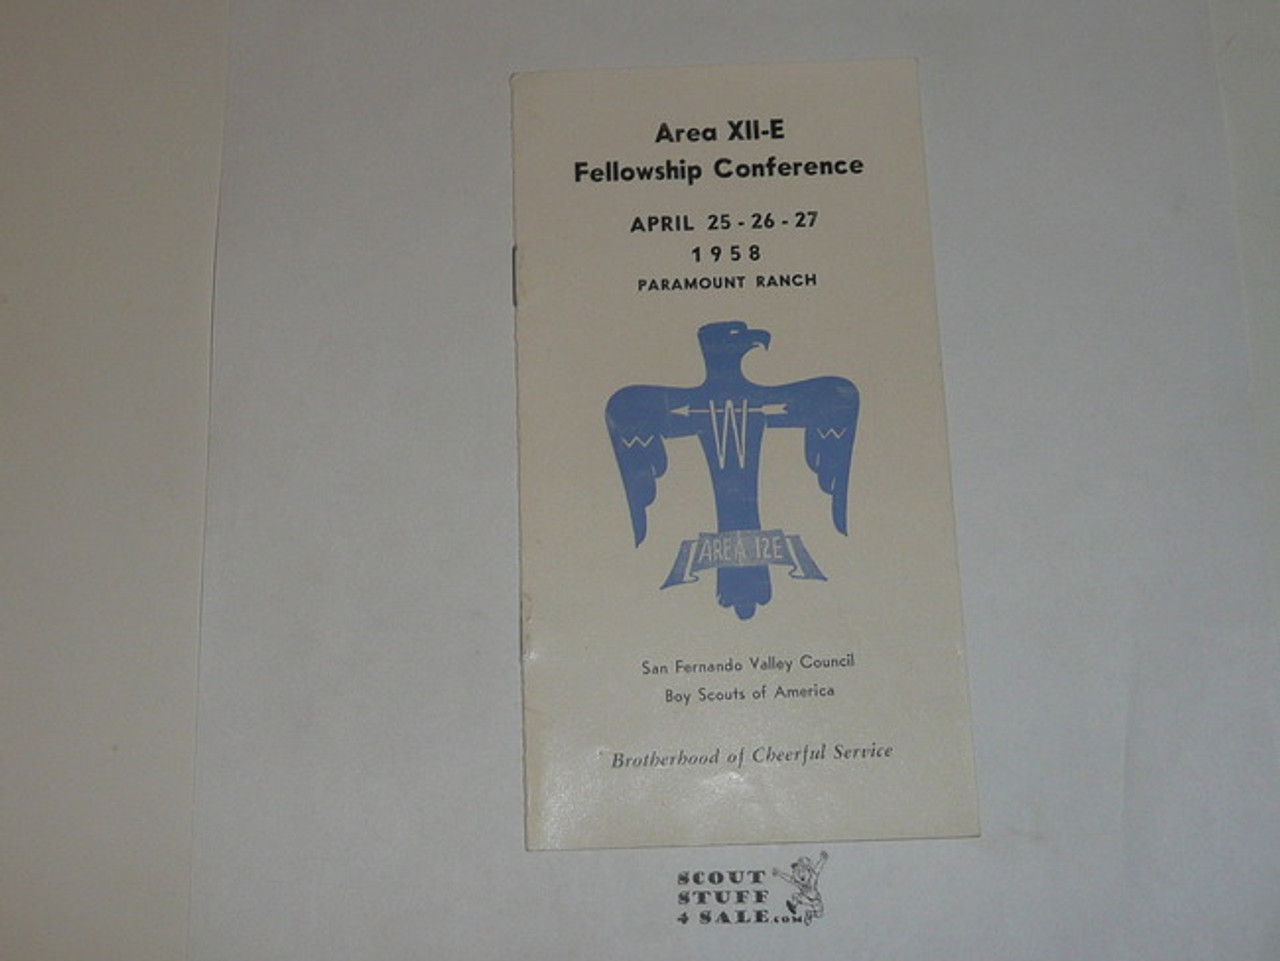 Area XII-E
Fellowship Conference
APRIL 25 - 26 - 27
1958
PARAMOUNT RANCH
W
AREA 12E
San Fernando Valley Council
Boy Scouts of America
Brotherhood of Cheerful Service
SCOUT
STUFF
4 SALE.com